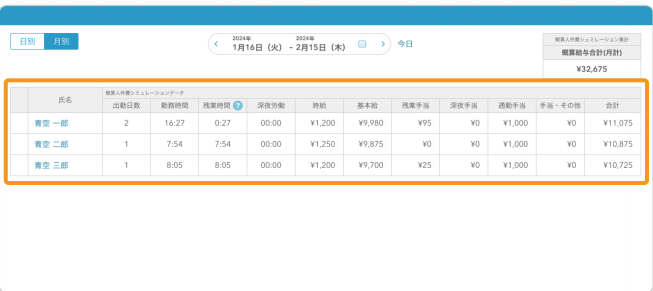 日別 月別
2024年 2024年
1月16日（火） - 2月15日（木） 今日
概算人件費シュミレーション集計
概算給与合計(月計)
¥32,675
氏名 概算人件費シミュレーションデータ
出勤日数 勤務時間 残業時間 ? 深夜労働 時給 基本給 残業手当 深夜手当 通勤手当 手当・その他 合計
青空 一郎 2 16:27 0:27 00:00 ¥1,200 ¥9,980 ¥95 ¥0 ¥1,000 ¥0 ¥11,075
青空 二郎 1 7:54 7:54 00:00 ¥1,250 ¥9,875 ¥0 ¥0 ¥1,000 ¥0 ¥10,875
青空 三郎 1 8:05 8:05 00:00 ¥1,200 ¥9,700 ¥25 ¥0 ¥1,000 ¥0 ¥10,725